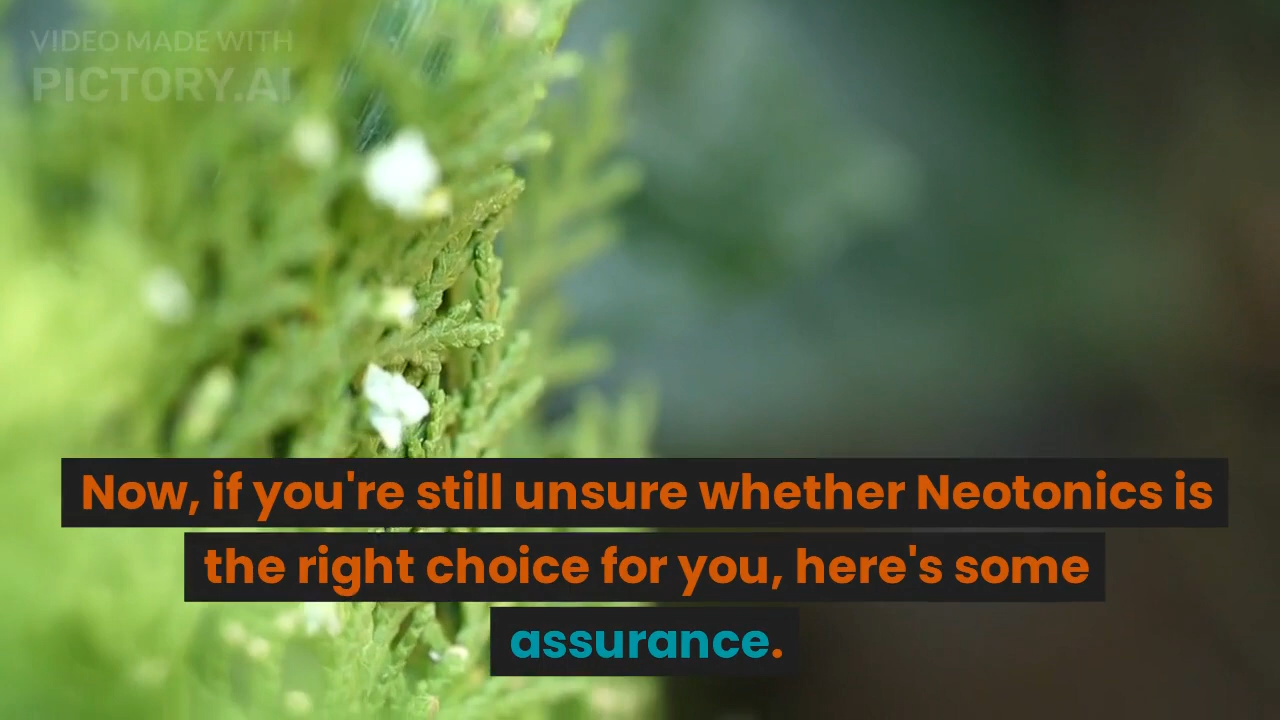 VIDEO MADE WITH
PICTORY.AI
Now, if you're still unsure whether Neotonics is
the right choice for you, here's some
assurance.